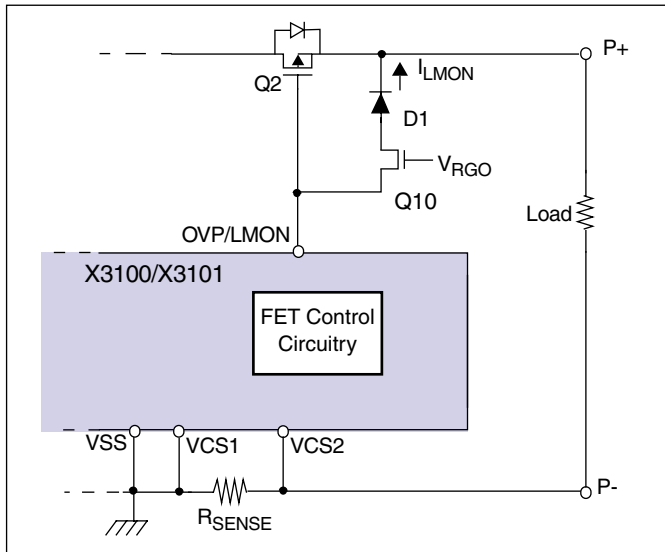 P+
Q2
I_LMON
D1
V_RGO
Q10
Load
OVP/LMON
X3100/X3101
FET Control
Circuitry
VSS
VCS1
VCS2
P-
R_SENSE